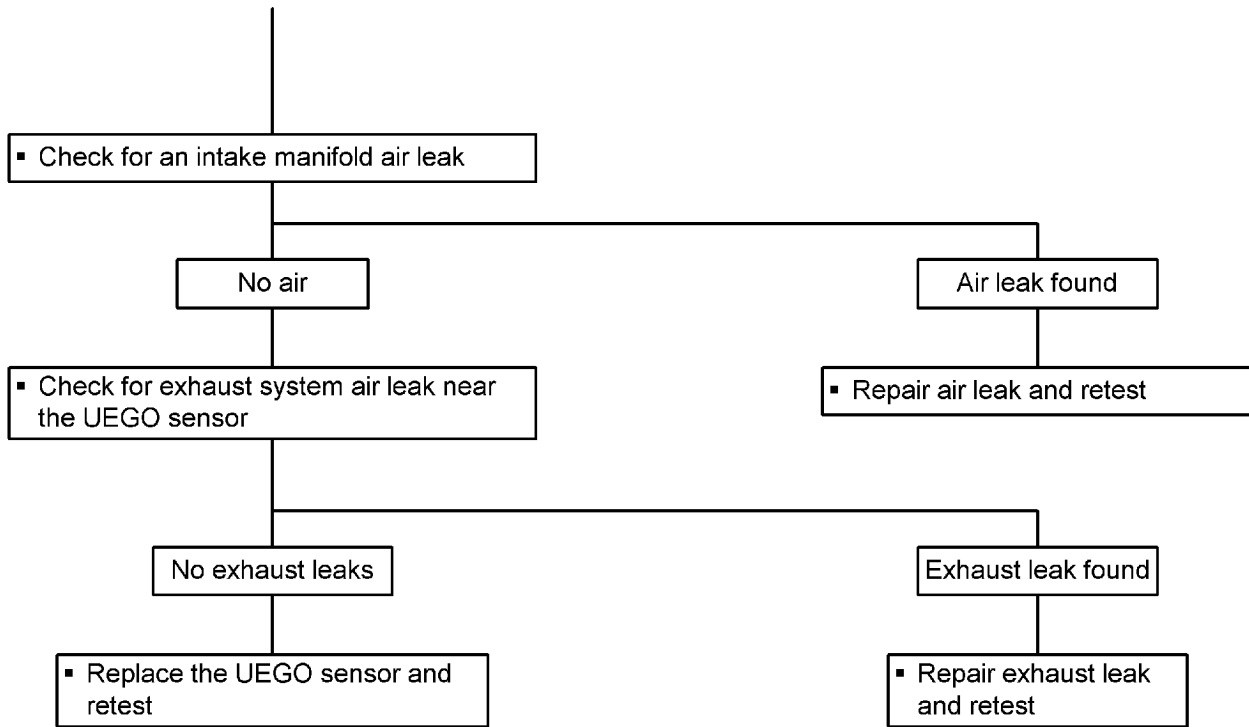 ▪ Check for an intake manifold air leak
No air
Air leak found
▪ Check for exhaust system air leak near
the UEGO sensor
▪ Repair air leak and retest
No exhaust leaks
Exhaust leak found
▪ Replace the UEGO sensor and
retest
▪ Repair exhaust leak
and retest